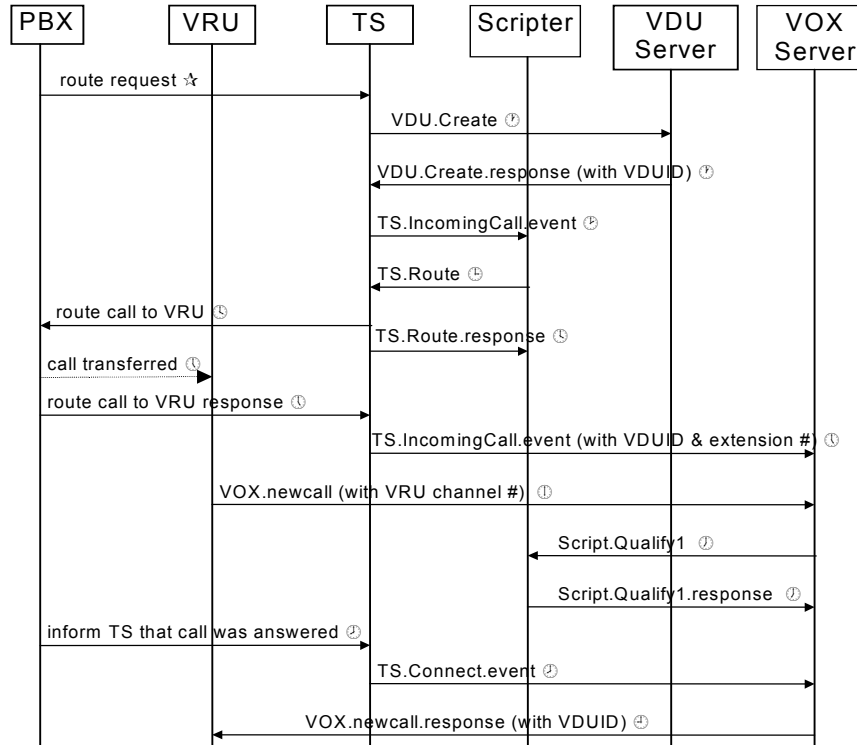 PBX VRU TS Scripter VDU Server VOX Server
route request ✰
VDU.Create 🕐
VDU.Create.response (with VDUID) 🕐
TS.IncomingCall.event 🕑
TS.Route 🕒
route call to VRU 🕓
TS.Route.response 🕓
call transferred 🕔
route call to VRU response 🕔
TS.IncomingCall.event (with VDUID & extension #) 🕔
VOX.newcall (with VRU channel #) 🕕
Script.Qualify1 🕖
Script.Qualify1.response 🕖
inform TS that call was answered 🕗
TS.Connect.event 🕗
VOX.newcall.response (with VDUID) 🕘